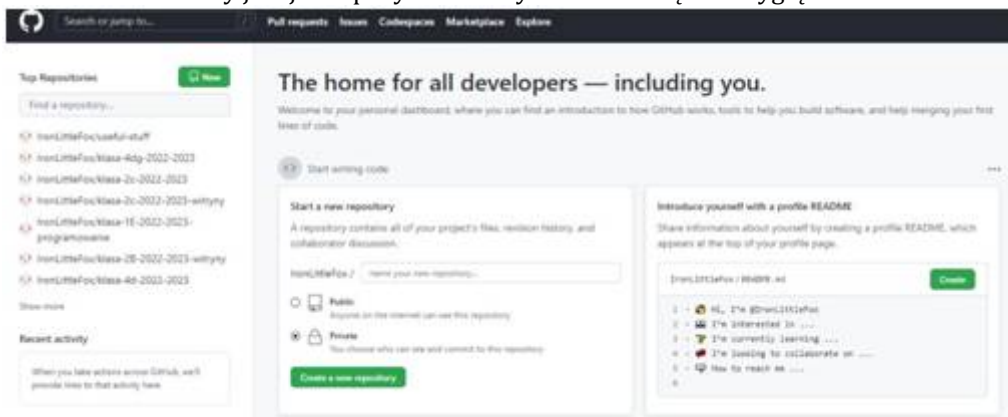 Search or jump to...
/
Pull requests Issues Codespaces Marketplace Explore
Top Repositories
New
Find a repository...
IronLittleFox/useful-stuff
IronLittleFox/klasa-4dg-2022-2023
IronLittleFox/klasa-2c-2022-2023
IronLittleFox/klasa-2c-2022-2023-witryny
IronLittleFox/klasa-1E-2022-2023-
programowanie
IronLittleFox/klasa-2B-2022-2023-witryny
IronLittleFox/klasa-4d-2022-2023
Show more
Recent activity
When you take actions across GitHub, we'll
provide links to that activity here.
The home for all developers — including you.
Welcome to your personal dashboard, where you can find an introduction to how GitHub works, tools to help you build software, and help merging your first
lines of code.
Start writing code
Start a new repository
A repository contains all of your project's files, revision history, and
collaborator discussion.
IronLittleFox / name your new repository...
Public
Anyone on the internet can see this repository
Private
You choose who can see and commit to this repository
Create a new repository
Introduce yourself with a profile README
Share information about yourself by creating a profile README, which
appears at the top of your profile page.
IronLittleFox / README.md
Create
1 - Hi, I'm @IronLittleFox
2 - I'm interested in ...
3 - I'm currently learning ...
4 - I'm looking to collaborate on ...
5 - How to reach me ...
6